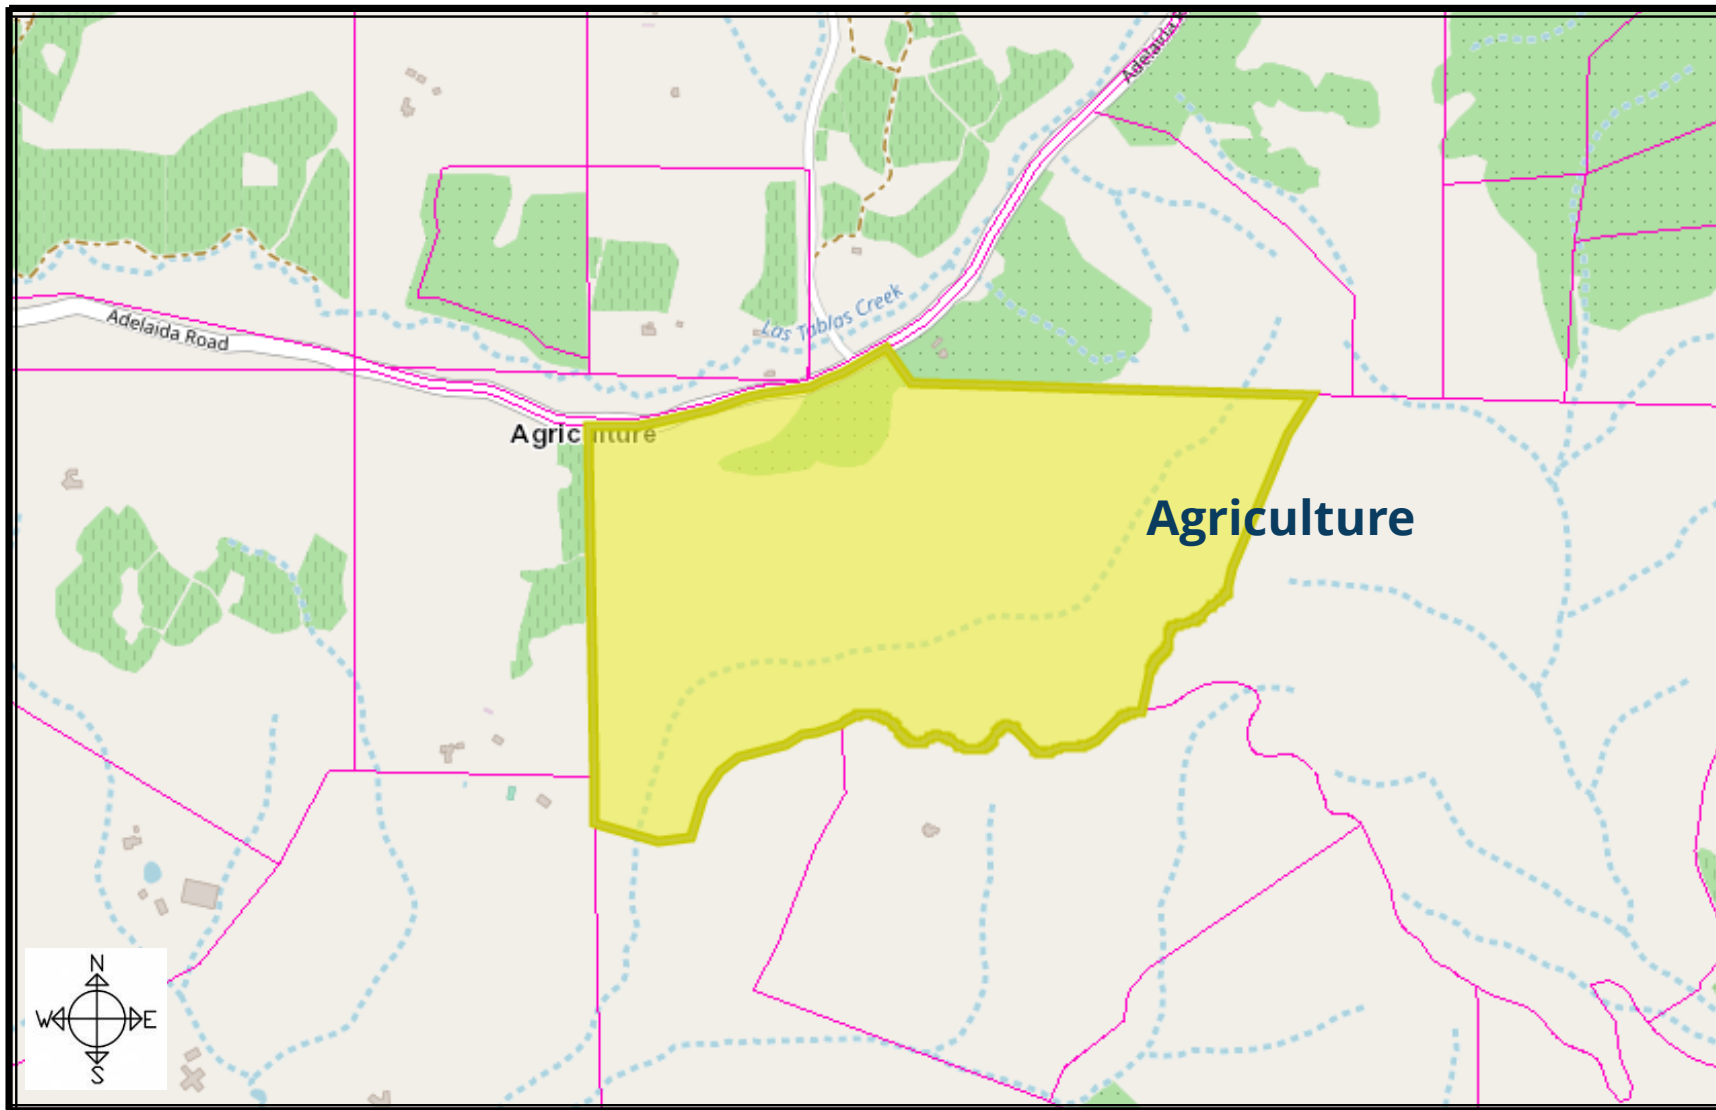 Adelaida R
Las Tablas Creek
Adelaida Road
Agriculture
Agriculture
N
W E
S